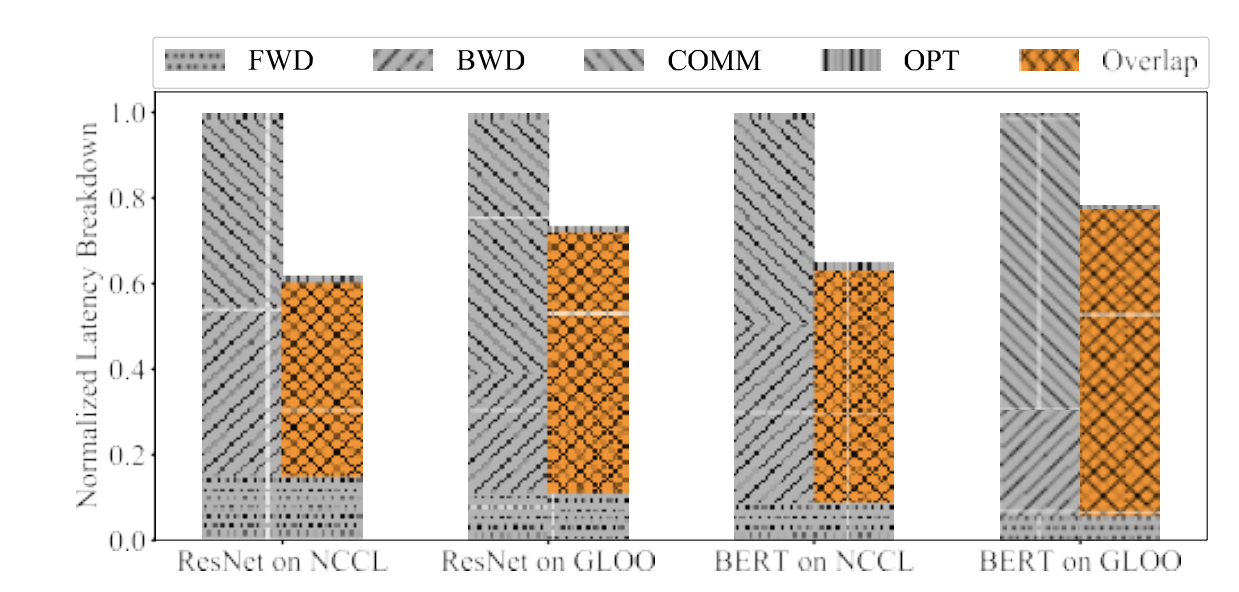 FWD BWD COMM OPT Overlap
Normalized Latency Breakdown
1.0
0.8
0.6
0.4
0.2
0.0
ResNet on NCCL ResNet on GLOO BERT on NCCL BERT on GLOO